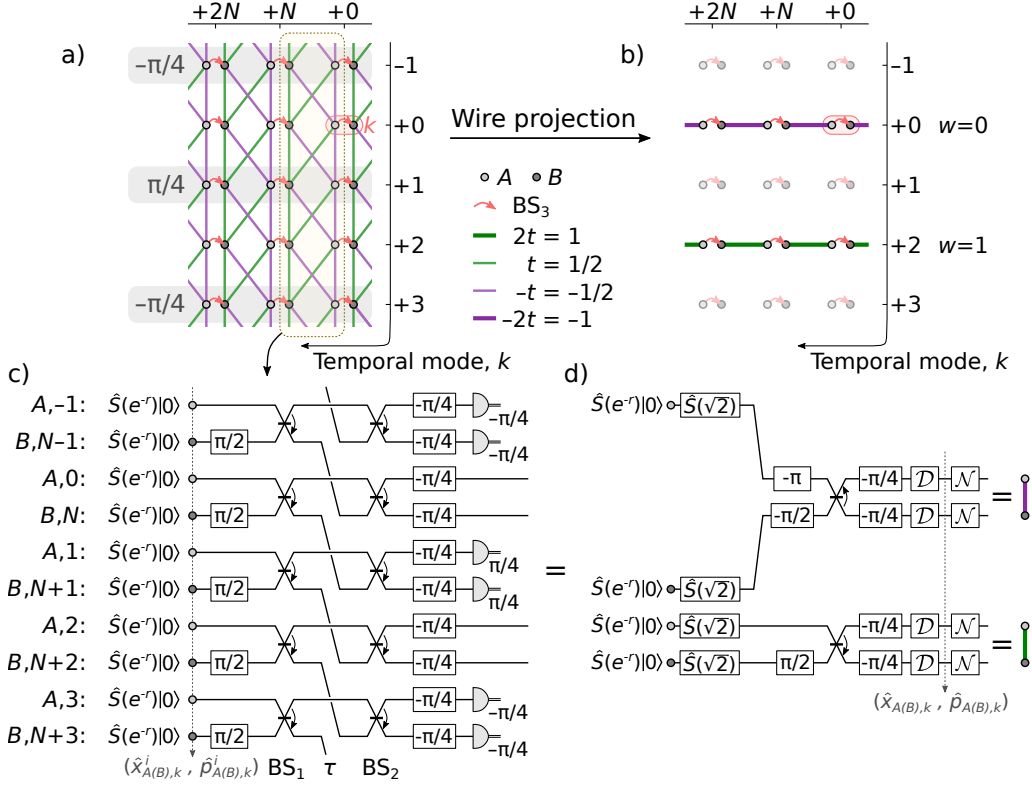 +2N +N +0
a)
–π/4
π/4
–π/4
k
–1
+0
+1
+2
+3
Temporal mode, k
Wire projection
A B
BS₃
2t = 1
t = 1/2
–t = –1/2
–2t = –1
+2N +N +0
b)
–1
+0 w=0
+1
+2 w=1
+3
Temporal mode, k
c)
A,–1: Ŝ(e⁻ʳ)|0⟩ -π/4 –π/4
B,N–1: Ŝ(e⁻ʳ)|0⟩ π/2 -π/4 –π/4
A,0: Ŝ(e⁻ʳ)|0⟩ -π/4
B,N: Ŝ(e⁻ʳ)|0⟩ π/2 -π/4
A,1: Ŝ(e⁻ʳ)|0⟩ -π/4 π/4
B,N+1: Ŝ(e⁻ʳ)|0⟩ π/2 -π/4 π/4
A,2: Ŝ(e⁻ʳ)|0⟩ -π/4
B,N+2: Ŝ(e⁻ʳ)|0⟩ π/2 -π/4
A,3: Ŝ(e⁻ʳ)|0⟩ -π/4 –π/4
B,N+3: Ŝ(e⁻ʳ)|0⟩ π/2 -π/4 –π/4
(x̂ⁱ_A(B),k , p̂ⁱ_A(B),k) BS₁ τ BS₂
=
d)
Ŝ(e⁻ʳ)|0⟩ Ŝ(√2)
-π -π/4 𝒟 𝒩 =
-π/2 -π/4 𝒟 𝒩
Ŝ(e⁻ʳ)|0⟩ Ŝ(√2)
Ŝ(e⁻ʳ)|0⟩ Ŝ(√2) -π/4 𝒟 𝒩 =
Ŝ(e⁻ʳ)|0⟩ Ŝ(√2) π/2 -π/4 𝒟 𝒩
(x̂_A(B),k , p̂_A(B),k)